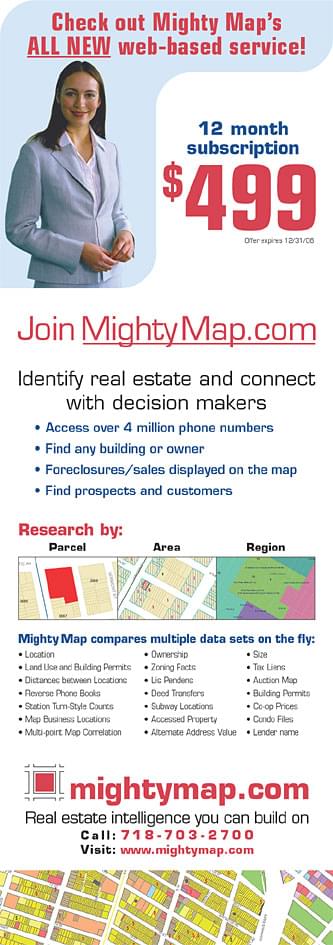 Check out Mighty Map's
ALL NEW web-based service!
12 month
subscription
$499
Offer expires 12/31/06
Join MightyMap.com
Identify real estate and connect
with decision makers
• Access over 4 million phone numbers
• Find any building or owner
• Foreclosures/sales displayed on the map
• Find prospects and customers
Research by:
Parcel Area Region
Mighty Map compares multiple data sets on the fly:
• Location
• Land Use and Building Permits
• Distances between Locations
• Reverse Phone Books
• Station Turn-Style Counts
• Map Business Locations
• Multi-point Map Correlation
• Ownership
• Zoning Facts
• Lis Pendens
• Deed Transfers
• Subway Locations
• Accessed Property
• Alternate Address Value
• Size
• Tax Liens
• Auction Map
• Building Permits
• Co-op Prices
• Condo Files
• Lender name
mightymap.com
Real estate intelligence you can build on
Call: 718-703-2700
Visit: www.mightymap.com